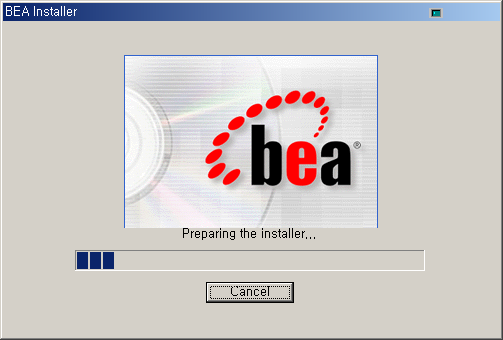 BEA Installer
bea®
Preparing the installer...
Cancel